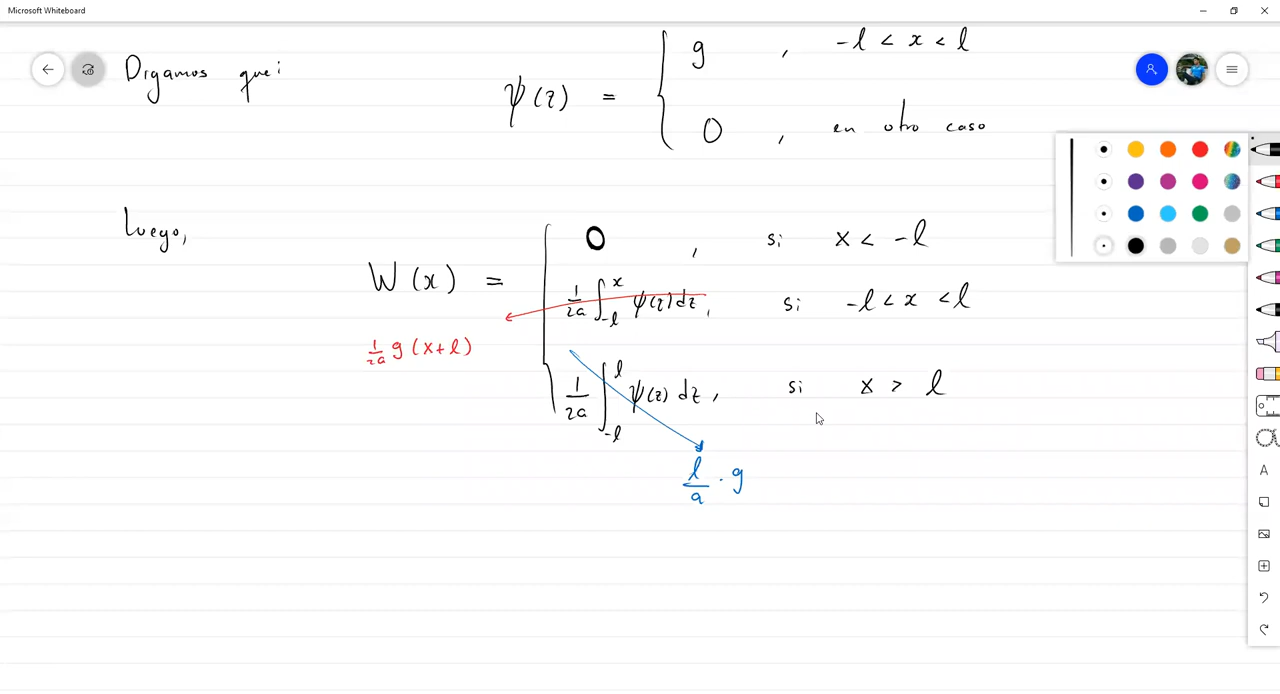 Microsoft Whiteboard
g , -l < x < l
Digamos que:
ψ(z) =
0 , en otro caso
Luego,
0 , si x < -l
W(x) =
1/2a ∫_{-l}^{x} ψ(z)dz, si -l < x < l
1/2a g(x+l)
1/2a ∫_{-l}^{l} ψ(z) dz, si x > l
l/a · g
A